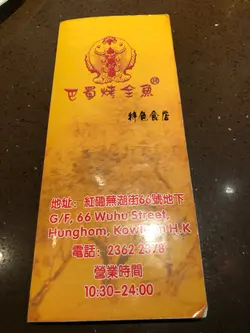 巴蜀烤全魚®
特色食店
地址：紅磡蕪湖街66號地下
G/F, 66 Wuhu Street,
Hunghom, Kowloon H.K
電話：2362 2378
營業時間
10:30-24:00